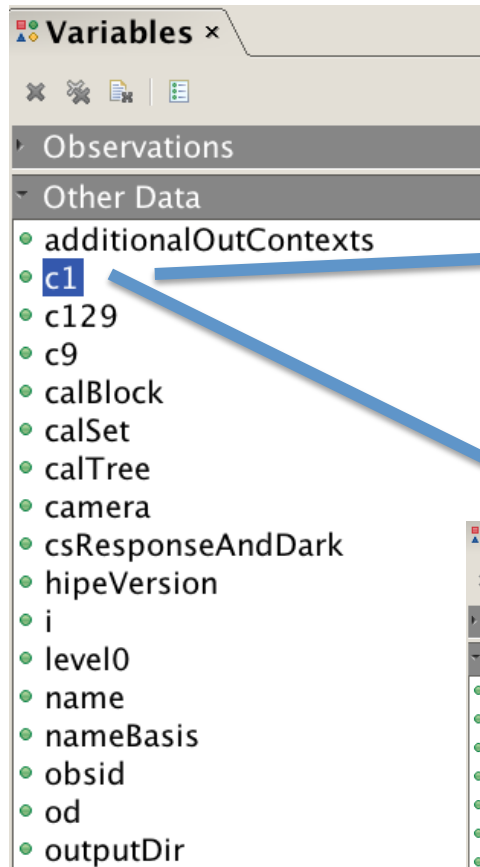 Variables ×
Observations
Other Data
additionalOutContexts
c1
c129
c9
calBlock
calSet
calTree
camera
csResponseAndDark
hipeVersion
i
level0
name
nameBasis
obsid
od
outputDir